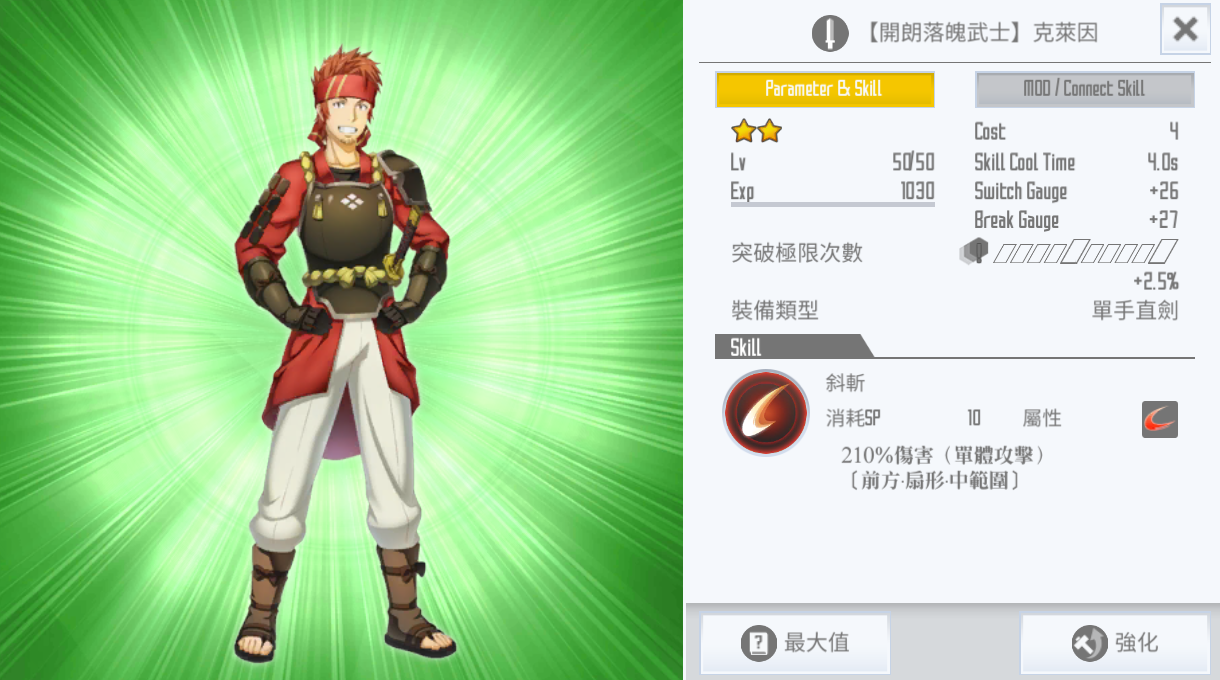 【開朗落魄武士】克萊因
Parameter & Skill
MOD / Connect Skill
Cost 4
Lv 50/50
Skill Cool Time 4.0s
Exp 1030
Switch Gauge +26
Break Gauge +27
突破極限次數
+2.5%
裝備類型 單手直劍
Skill
斜斬
消耗SP 10 屬性
210%傷害（單體攻擊）
〔前方·扇形·中範圍〕
最大值
強化